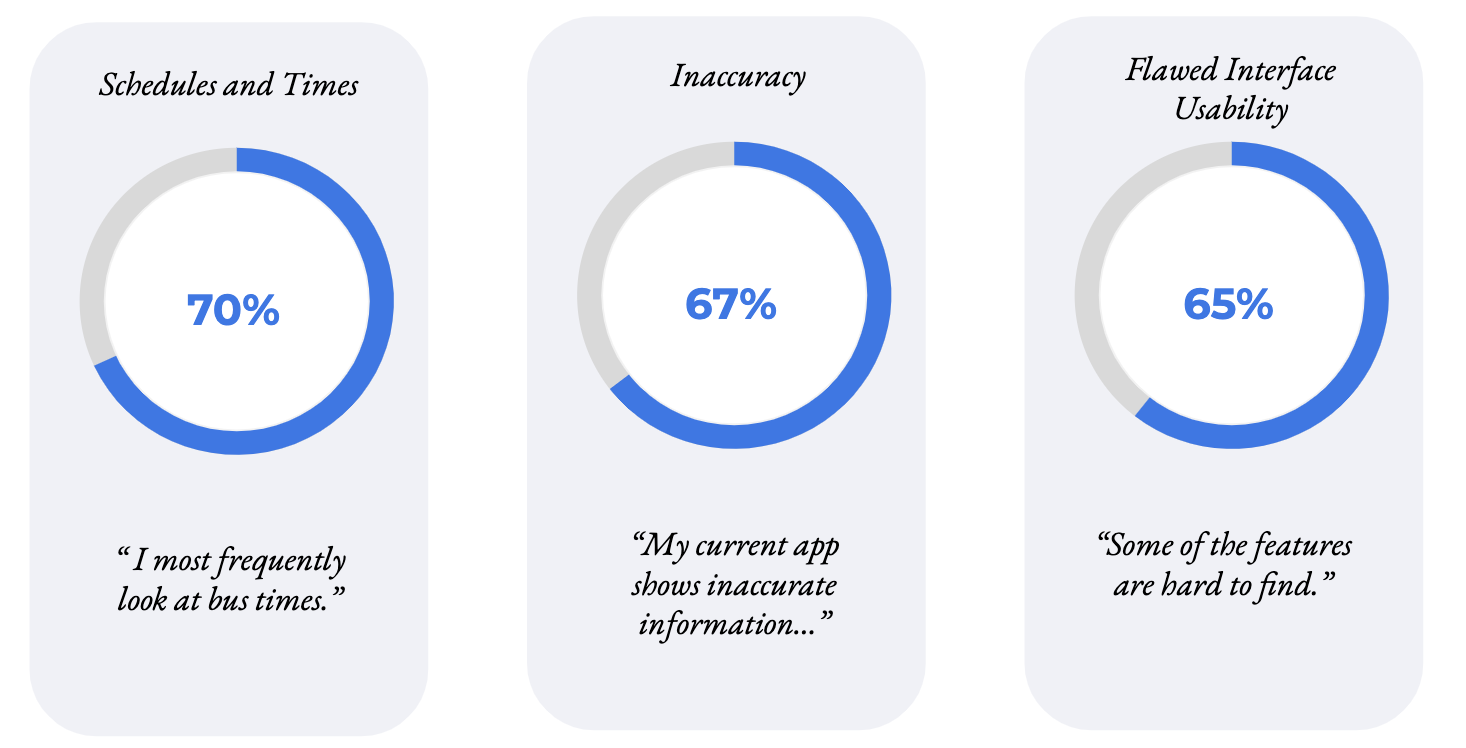 Schedules and Times
70%
“ I most frequently
look at bus times.”
Inaccuracy
67%
“My current app
shows inaccurate
information...”
Flawed Interface
Usability
65%
“Some of the features
are hard to find.”